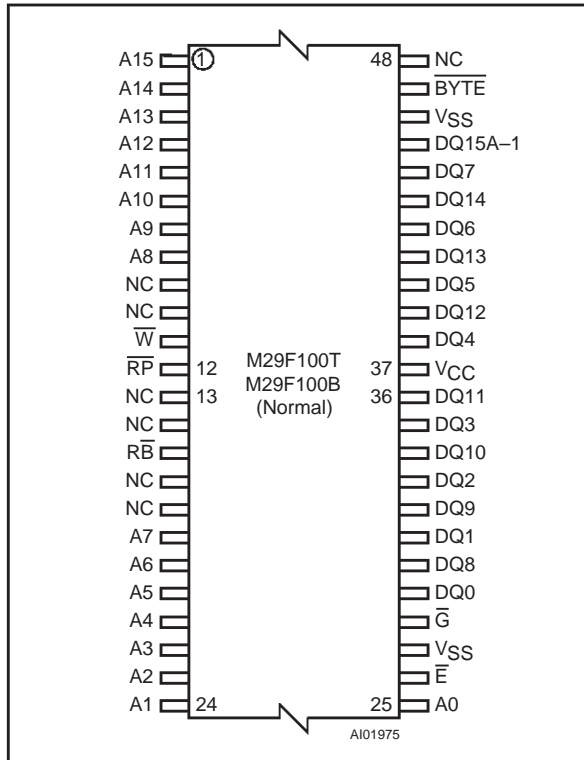 A15 1 48 NC
A14 B̅Y̅T̅E̅
A13 VSS
A12 DQ15A–1
A11 DQ7
A10 DQ14
A9 DQ6
A8 DQ13
NC DQ5
NC DQ12
W̅ DQ4
R̅P̅ 12 M29F100T 37 VCC
NC 13 M29F100B 36 DQ11
NC (Normal) DQ3
RB̅ DQ10
NC DQ2
NC DQ9
A7 DQ1
A6 DQ8
A5 DQ0
A4 G̅
A3 VSS
A2 E̅
A1 24 25 A0
AI01975